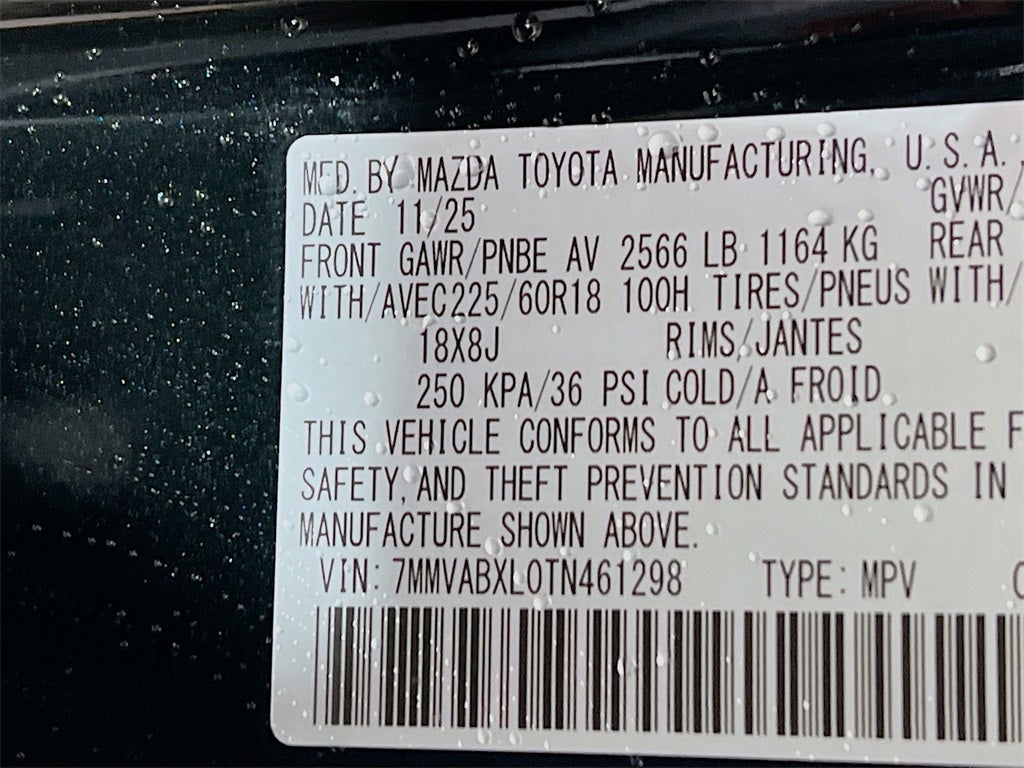 MFD. BY MAZDA TOYOTA MANUFACTURING, U.S.A.,
DATE 11/25 GVWR/
FRONT GAWR/PNBE AV 2566 LB 1164 KG REAR
WITH/AVEC225/60R18 100H TIRES/PNEUS WITH/
18X8J RIMS/JANTES
250 KPA/36 PSI COLD/A FROID
THIS VEHICLE CONFORMS TO ALL APPLICABLE F
SAFETY, AND THEFT PREVENTION STANDARDS IN
MANUFACTURE SHOWN ABOVE.
VIN: 7MMVABXL0TN461298 TYPE: MPV